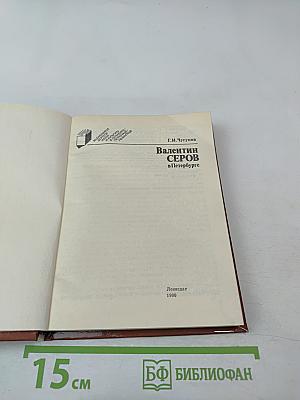 Г.И.Чугунов
Валентин
СЕРОВ
в Петербурге
Лениздат
1990
15 см
БФ БИБЛИОФАН